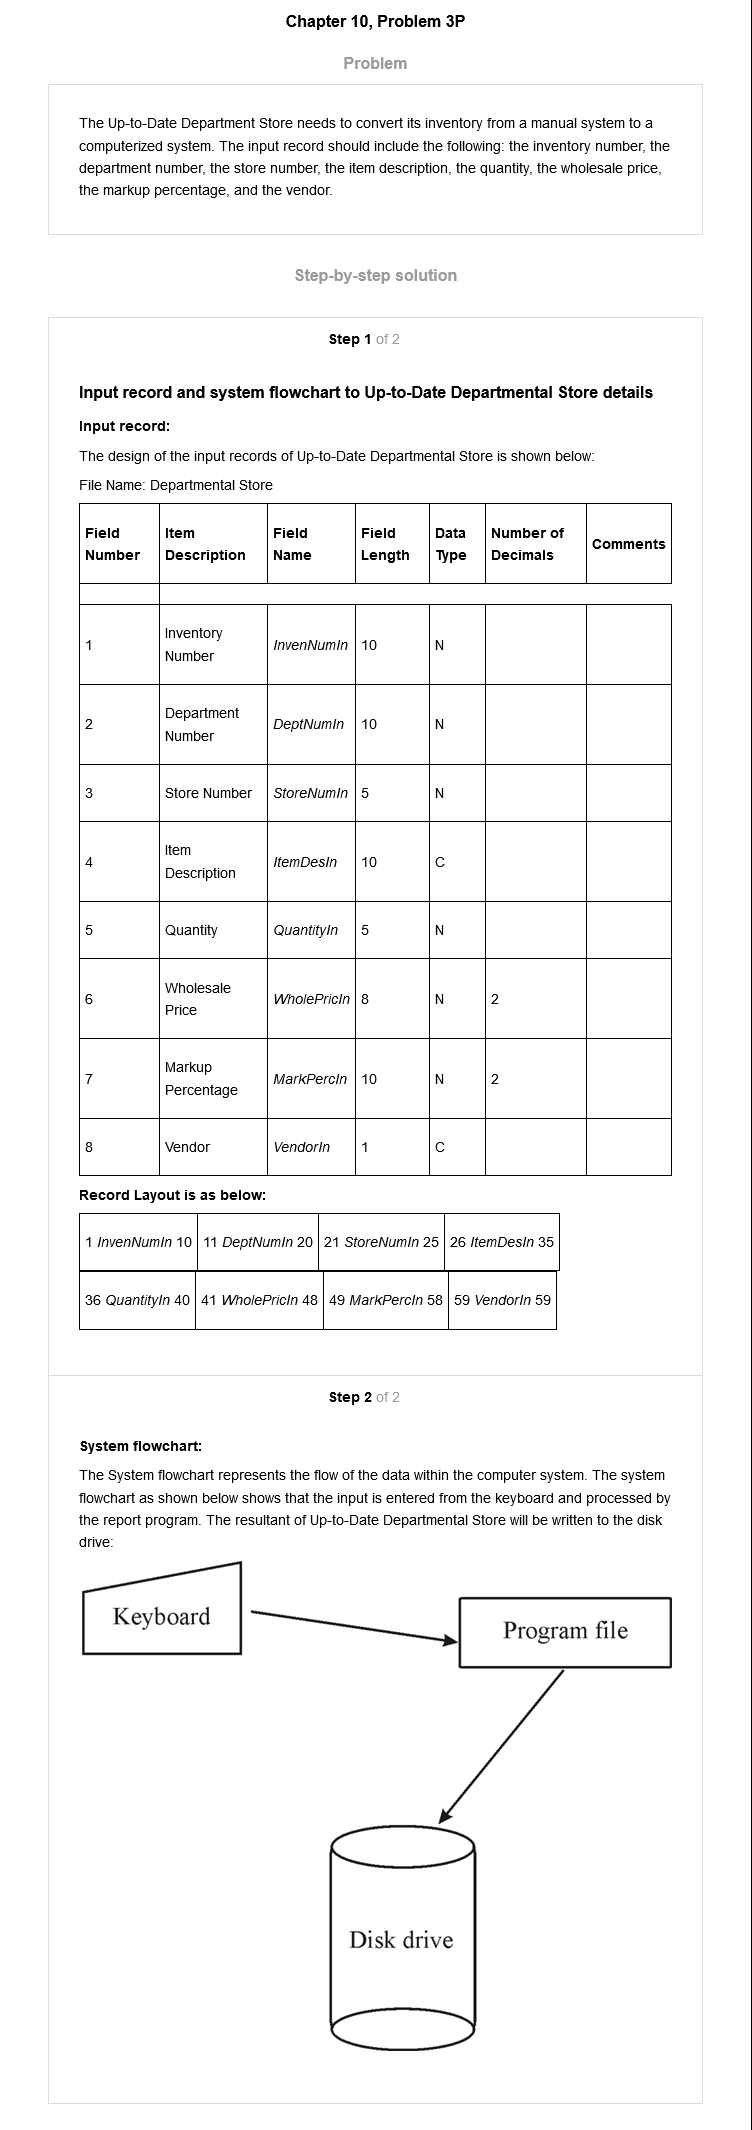 Chapter 10, Problem 3P
Problem
The Up-to-Date Department Store needs to convert its inventory from a manual system to a
computerized system. The input record should include the following: the inventory number, the
department number, the store number, the item description, the quantity, the wholesale price,
the markup percentage, and the vendor.
Step-by-step solution
Step 1 of 2
Input record and system flowchart to Up-to-Date Departmental Store details
Input record:
The design of the input records of Up-to-Date Departmental Store is shown below:
File Name: Departmental Store
Field Number Item Description Field Name Field Length Data Type Number of Decimals Comments
1 Inventory Number InvenNumIn 10 N
2 Department Number DeptNumIn 10 N
3 Store Number StoreNumIn 5 N
4 Item Description ItemDesIn 10 C
5 Quantity QuantityIn 5 N
6 Wholesale Price WholePricIn 8 N 2
7 Markup Percentage MarkPercIn 10 N 2
8 Vendor VendorIn 1 C
Record Layout is as below:
1 InvenNumIn 10 11 DeptNumIn 20 21 StoreNumIn 25 26 ItemDesIn 35
36 QuantityIn 40 41 WholePricIn 48 49 MarkPercIn 58 59 VendorIn 59
Step 2 of 2
System flowchart:
The System flowchart represents the flow of the data within the computer system. The system
flowchart as shown below shows that the input is entered from the keyboard and processed by
the report program. The resultant of Up-to-Date Departmental Store will be written to the disk
drive:
Keyboard
Program file
Disk drive